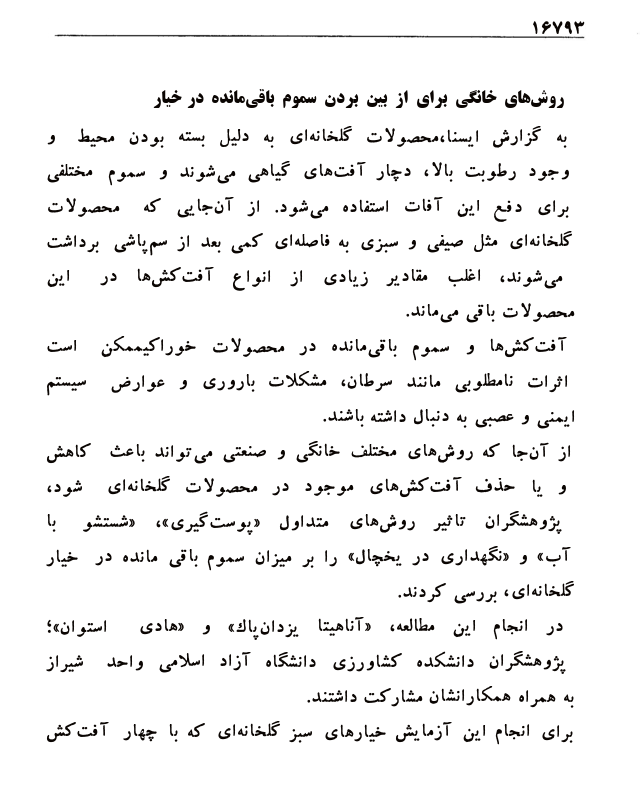 ۱۶۷۹۳
روش‌های خانگی برای از بین بردن سموم باقی‌مانده در خیار
به گزارش ایسنا،محصولات گلخانه‌ای به دلیل بسته بودن محیط و
وجود رطوبت بالا، دچار آفت‌های گیاهی می‌شوند و سموم مختلفی
برای دفع این آفات استفاده می‌شود. از آن‌جایی که محصولات
گلخانه‌ای مثل صیفی و سبزی به فاصله‌ای کمی بعد از سم‌پاشی برداشت
می‌شوند، اغلب مقادیر زیادی از انواع آفت‌کش‌ها در این
محصولات باقی می‌ماند.
آفت‌کش‌ها و سموم باقی‌مانده در محصولات خوراکیممکن است
اثرات نامطلوبی مانند سرطان، مشکلات باروری و عوارض سیستم
ایمنی و عصبی به دنبال داشته باشند.
از آن‌جا که روش‌های مختلف خانگی و صنعتی می‌تواند باعث کاهش
و یا حذف آفت‌کش‌های موجود در محصولات گلخانه‌ای شود،
پژوهشگران تاثیر روش‌های متداول «پوست‌گیری»، «شستشو با
آب» و «نگهداری در یخچال» را بر میزان سموم باقی مانده در خیار
گلخانه‌ای، بررسی کردند.
در انجام این مطالعه، «آناهیتا یزدان‌پاك» و «هادی استوان»؛
پژوهشگران دانشکده کشاورزی دانشگاه آزاد اسلامی واحد شیراز
به همراه همکارانشان مشارکت داشتند.
برای انجام این آزمایش خیارهای سبز گلخانه‌ای که با چهار آفت‌کش